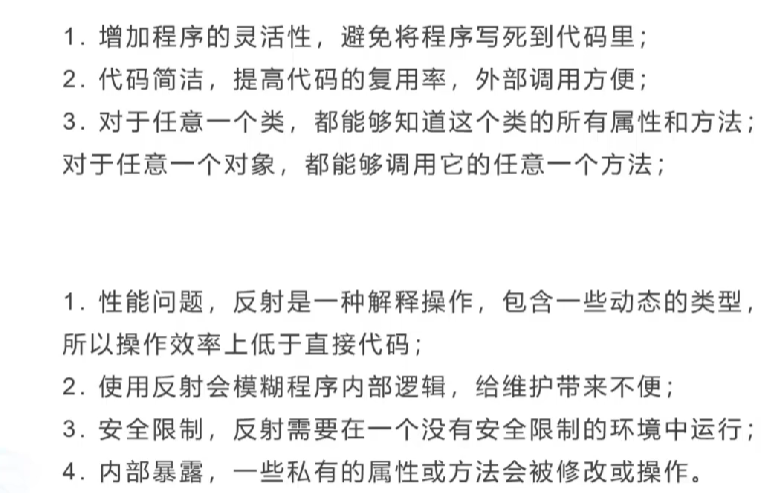 1. 增加程序的灵活性，避免将程序写死到代码里；
2. 代码简洁，提高代码的复用率，外部调用方便；
3. 对于任意一个类，都能够知道这个类的所有属性和方法；
对于任意一个对象，都能够调用它的任意一个方法；
1. 性能问题，反射是一种解释操作，包含一些动态的类型，
所以操作效率上低于直接代码；
2. 使用反射会模糊程序内部逻辑，给维护带来不便；
3. 安全限制，反射需要在一个没有安全限制的环境中运行；
4. 内部暴露，一些私有的属性或方法会被修改或操作。